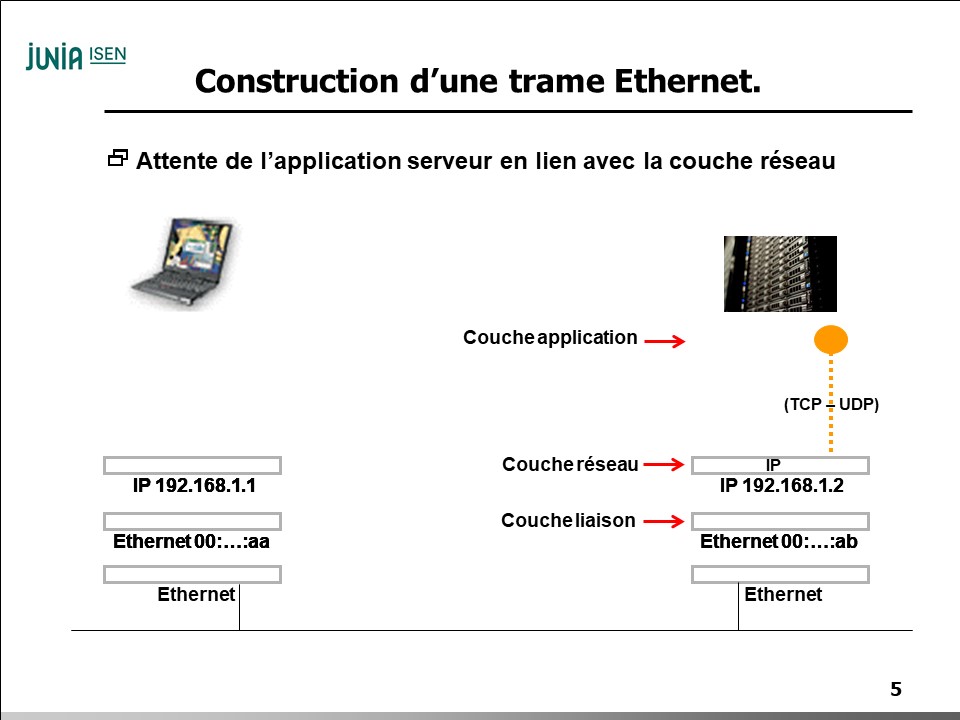 JUNIA ISEN
Construction d’une trame Ethernet.
Attente de l’application serveur en lien avec la couche réseau
Couche application
(TCP – UDP)
Couche réseau
IP
IP 192.168.1.1
IP 192.168.1.2
Couche liaison
Ethernet 00:…:aa
Ethernet 00:…:ab
Ethernet
Ethernet
5